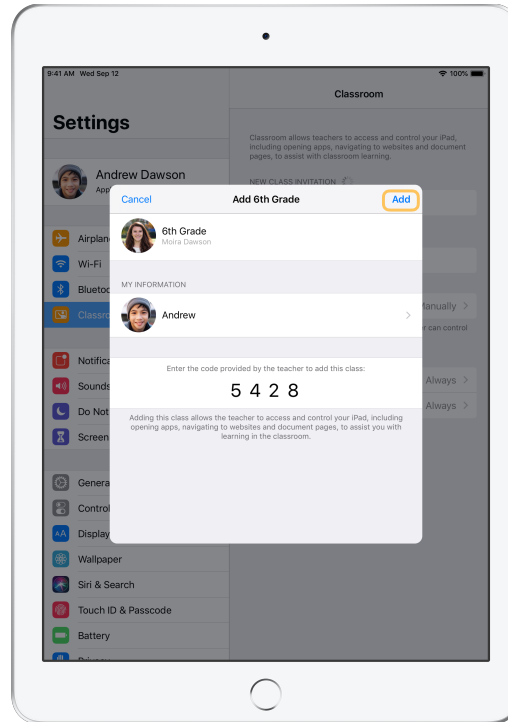 9:41 AM Wed Sep 12
100%
Settings
Classroom
Classroom allows teachers to access and control your iPad,
including opening apps, navigating to websites and document
pages, to assist with classroom learning.
Andrew Dawson
App
NEW CLASS INVITATION
Cancel
Add 6th Grade
Add
6th Grade
Moira Dawson
MY INFORMATION
Andrew
Enter the code provided by the teacher to add this class:
5 4 2 8
Adding this class allows the teacher to access and control your iPad, including
opening apps, navigating to websites and document pages, to assist you with
learning in the classroom.
Airplan
Wi-Fi
Bluetoo
Classro
Manually
er can control
Notifica
Sounds
Always
Do Not
Always
Screen
Genera
Control
AA
Display
Wallpaper
Siri & Search
Touch ID & Passcode
Battery